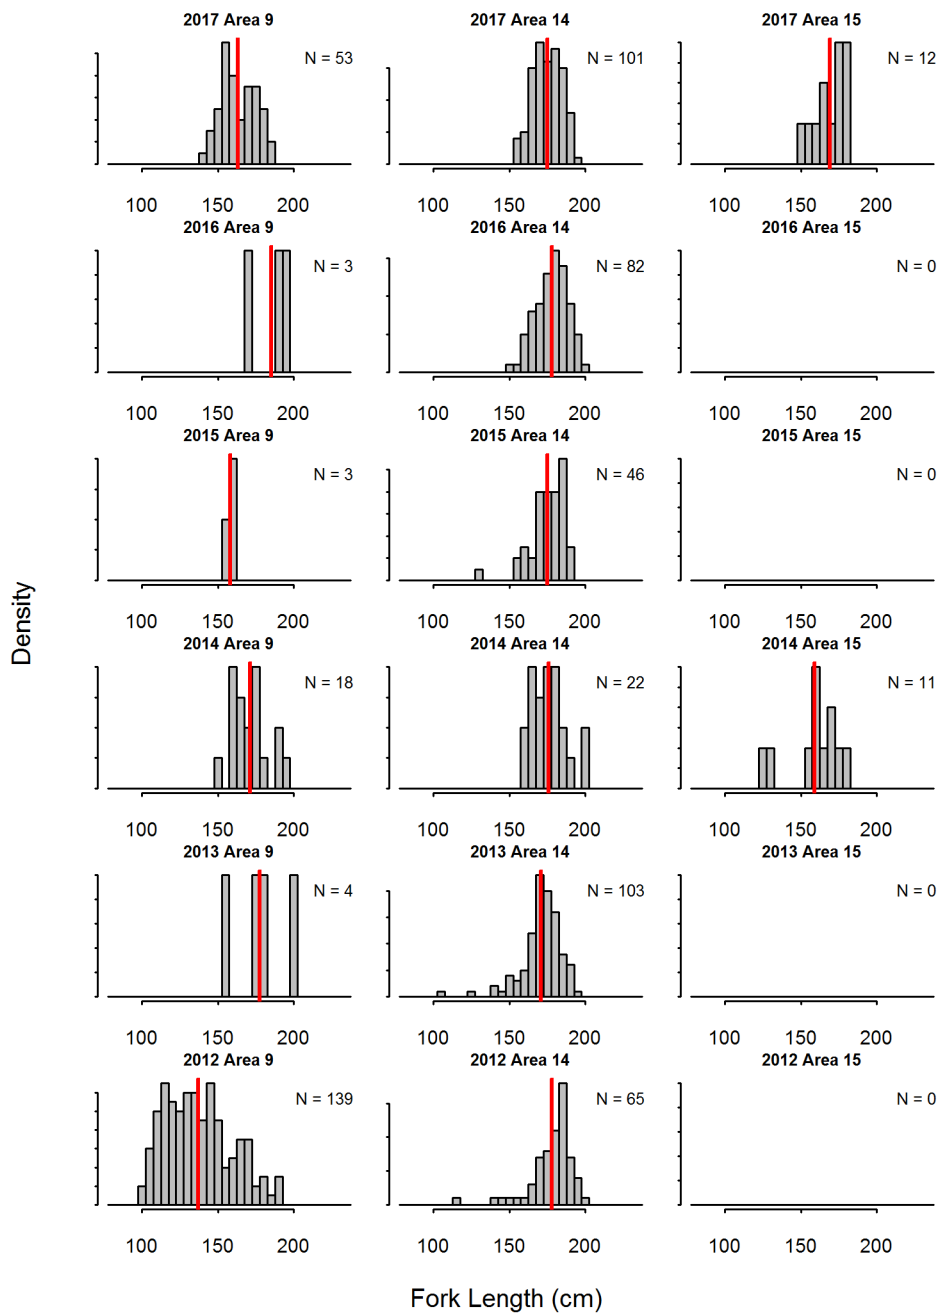 2017 Area 9 2017 Area 14 2017 Area 15
N = 53 N = 101 N = 12
100 150 200 100 150 200 100 150 200
2016 Area 9 2016 Area 14 2016 Area 15
N = 3 N = 82 N = 0
100 150 200 100 150 200 100 150 200
2015 Area 9 2015 Area 14 2015 Area 15
N = 3 N = 46 N = 0
100 150 200 100 150 200 100 150 200
Density
2014 Area 9 2014 Area 14 2014 Area 15
N = 18 N = 22 N = 11
100 150 200 100 150 200 100 150 200
2013 Area 9 2013 Area 14 2013 Area 15
N = 4 N = 103 N = 0
100 150 200 100 150 200 100 150 200
2012 Area 9 2012 Area 14 2012 Area 15
N = 139 N = 65 N = 0
100 150 200 100 150 200 100 150 200
Fork Length (cm)